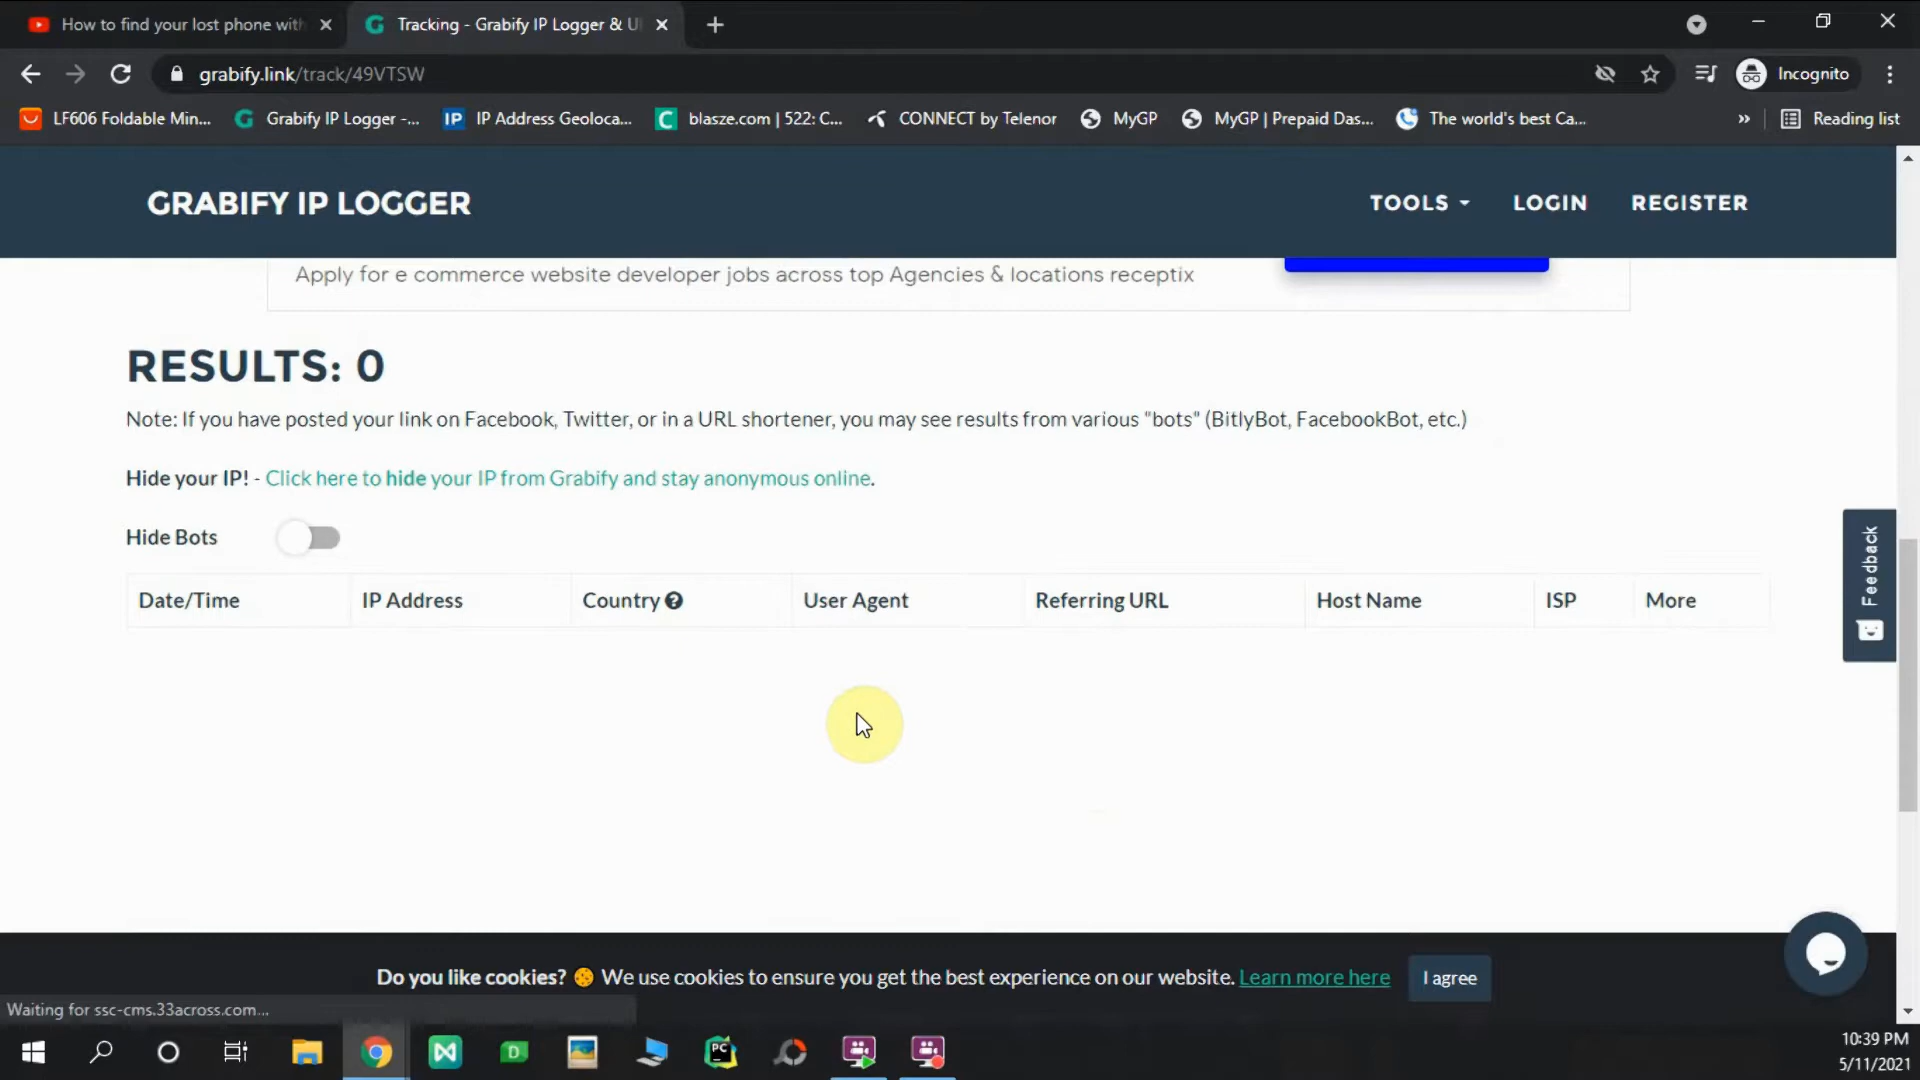 How to find your lost phone with
Tracking - Grabify IP Logger & U
grabify.link/track/49VTSW
Incognito
LF606 Foldable Min...
Grabify IP Logger -...
IP Address Geoloca...
blasze.com | 522: C...
CONNECT by Telenor
MyGP
MyGP | Prepaid Das...
The world's best Ca...
»
Reading list
GRABIFY IP LOGGER
TOOLS
LOGIN
REGISTER
Apply for e commerce website developer jobs across top Agencies & locations receptix
RESULTS: 0
Note: If you have posted your link on Facebook, Twitter, or in a URL shortener, you may see results from various "bots" (BitlyBot, FacebookBot, etc.)
Hide your IP! - Click here to hide your IP from Grabify and stay anonymous online.
Hide Bots
Date/Time
IP Address
Country ?
User Agent
Referring URL
Host Name
ISP
More
Feedback
Do you like cookies? 🍪 We use cookies to ensure you get the best experience on our website. Learn more here
I agree
Waiting for ssc-cms.33across.com...
10:39 PM
5/11/2021